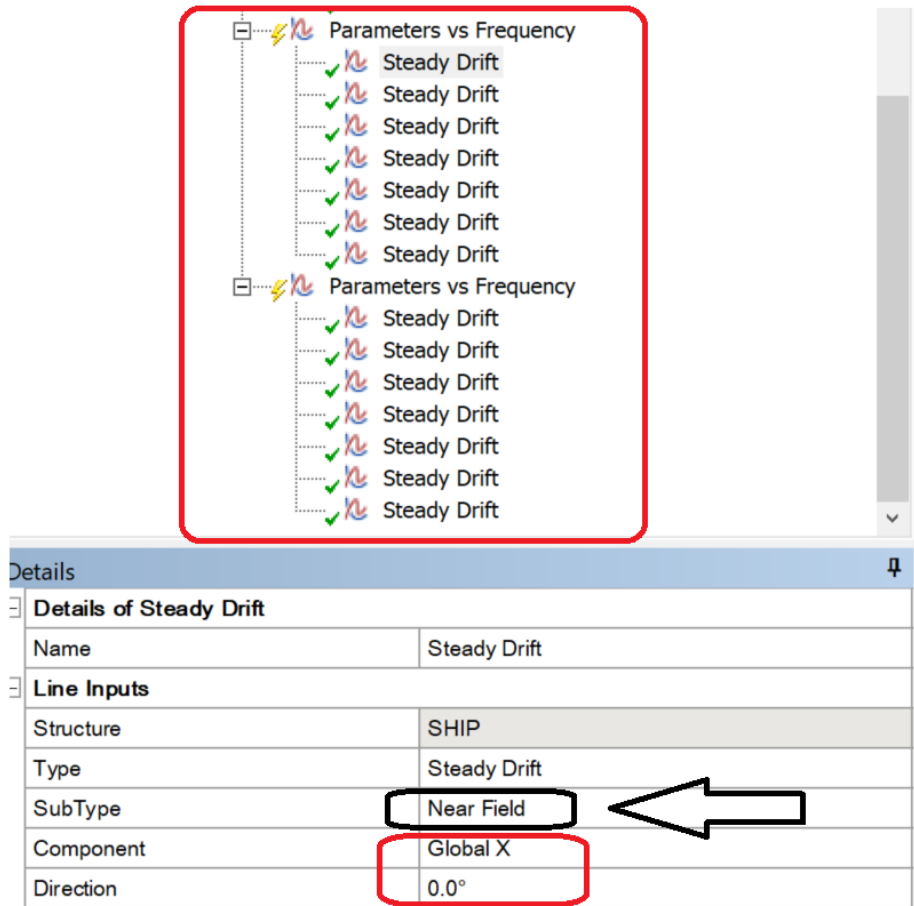 Parameters vs Frequency
Steady Drift
Steady Drift
Steady Drift
Steady Drift
Steady Drift
Steady Drift
Steady Drift
Parameters vs Frequency
Steady Drift
Steady Drift
Steady Drift
Steady Drift
Steady Drift
Steady Drift
Steady Drift
Details
Details of Steady Drift
Name Steady Drift
Line Inputs
Structure SHIP
Type Steady Drift
SubType Near Field
Component Global X
Direction 0.0°